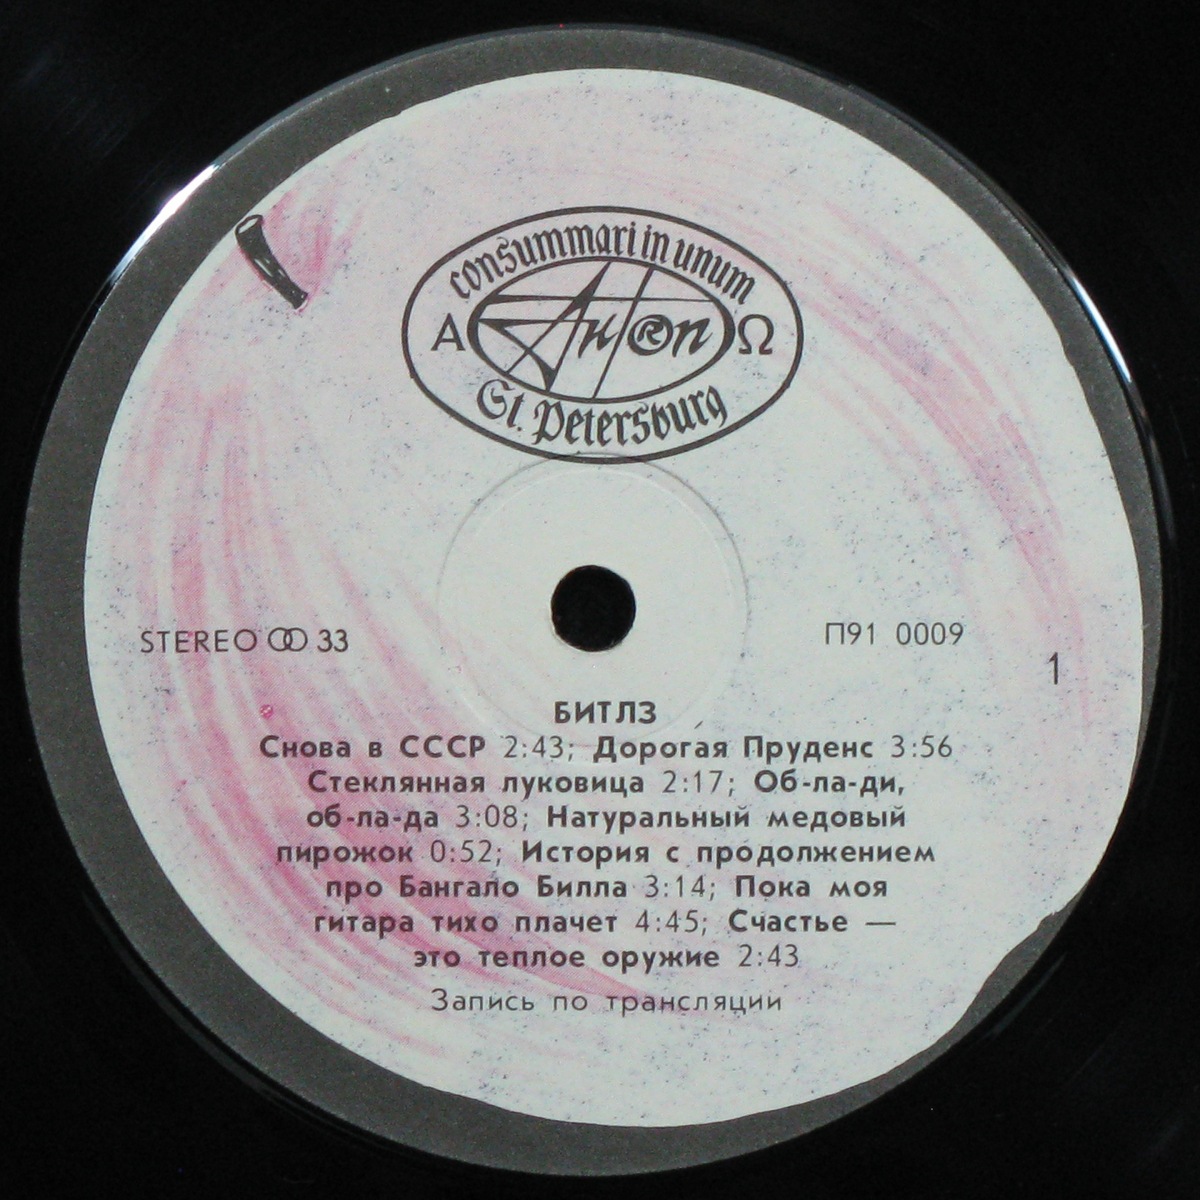 consummari in unum
Α Anton ® Ω
St. Petersburg
STEREO 33
П91 0009
1
БИТЛЗ
Снова в СССР 2:43; Дорогая Пруденс 3:56
Стеклянная луковица 2:17; Об-ла-ди,
об-ла-да 3:08; Натуральный медовый
пирожок 0:52; История с продолжением
про Бангало Билла 3:14; Пока моя
гитара тихо плачет 4:45; Счастье —
это теплое оружие 2:43
Запись по трансляции